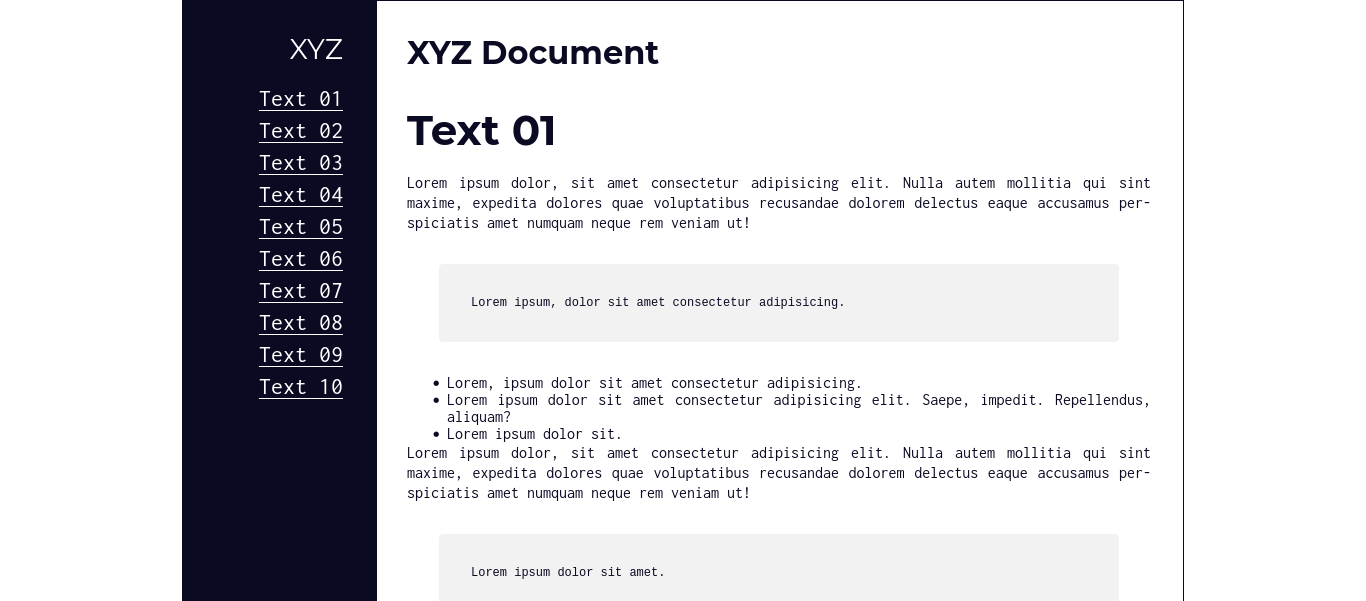 XYZ
Text 01
Text 02
Text 03
Text 04
Text 05
Text 06
Text 07
Text 08
Text 09
Text 10
XYZ Document
Text 01
Lorem ipsum dolor, sit amet consectetur adipisicing elit. Nulla autem mollitia qui sint
maxime, expedita dolores quae voluptatibus recusandae dolorem delectus eaque accusamus per-
spiciatis amet numquam neque rem veniam ut!
Lorem ipsum, dolor sit amet consectetur adipisicing.
• Lorem, ipsum dolor sit amet consectetur adipisicing.
• Lorem ipsum dolor sit amet consectetur adipisicing elit. Saepe, impedit. Repellendus,
aliquam?
• Lorem ipsum dolor sit.
Lorem ipsum dolor, sit amet consectetur adipisicing elit. Nulla autem mollitia qui sint
maxime, expedita dolores quae voluptatibus recusandae dolorem delectus eaque accusamus per-
spiciatis amet numquam neque rem veniam ut!
Lorem ipsum dolor sit amet.